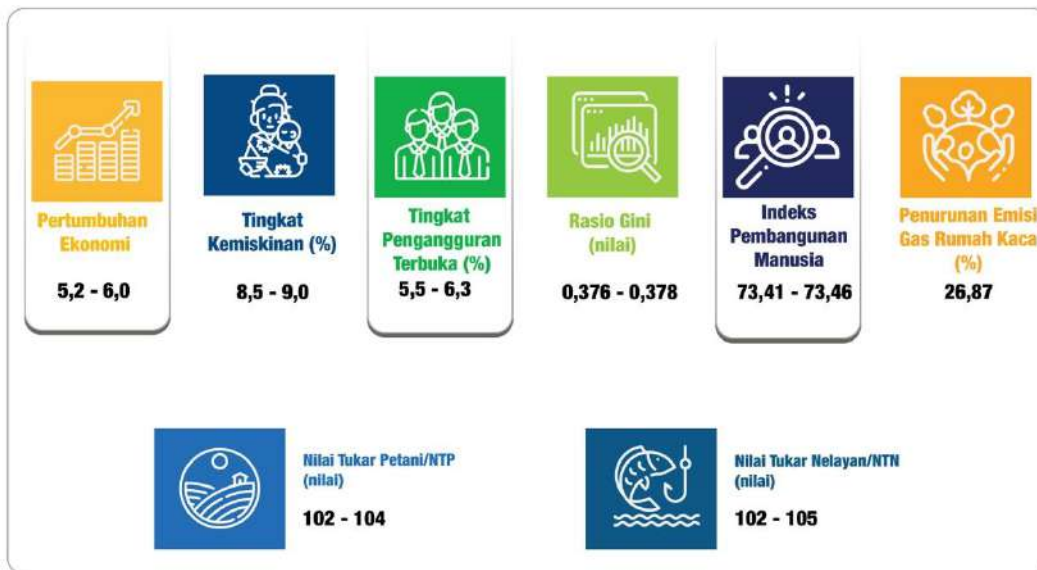 Pertumbuhan
Ekonomi
5,2 - 6,0
Tingkat
Kemiskinan (%)
8,5 - 9,0
Tingkat
Pengangguran
Terbuka (%)
5,5 - 6,3
Rasio Gini
(nilai)
0,376 - 0,378
Indeks
Pembangunan
Manusia
73,41 - 73,46
Penurunan Emisi
Gas Rumah Kaca
(%)
26,87
Nilai Tukar Petani/NTP
(nilai)
102 - 104
Nilai Tukar Nelayan/NTN
(nilai)
102 - 105